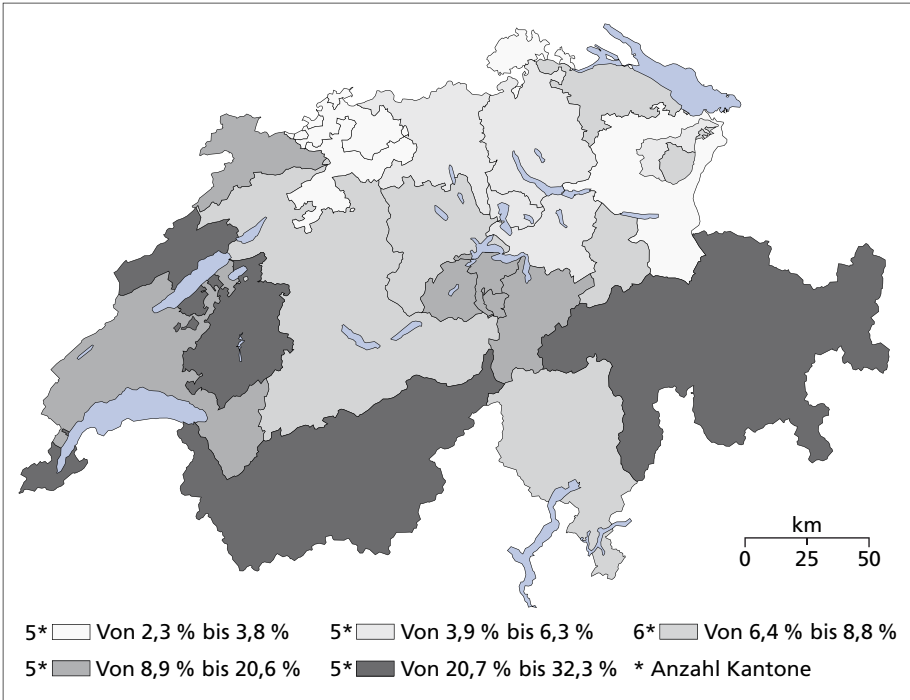 km
0 25 50
5* Von 2,3 % bis 3,8 % 5* Von 3,9 % bis 6,3 % 6* Von 6,4 % bis 8,8 %
5* Von 8,9 % bis 20,6 % 5* Von 20,7 % bis 32,3 % * Anzahl Kantone